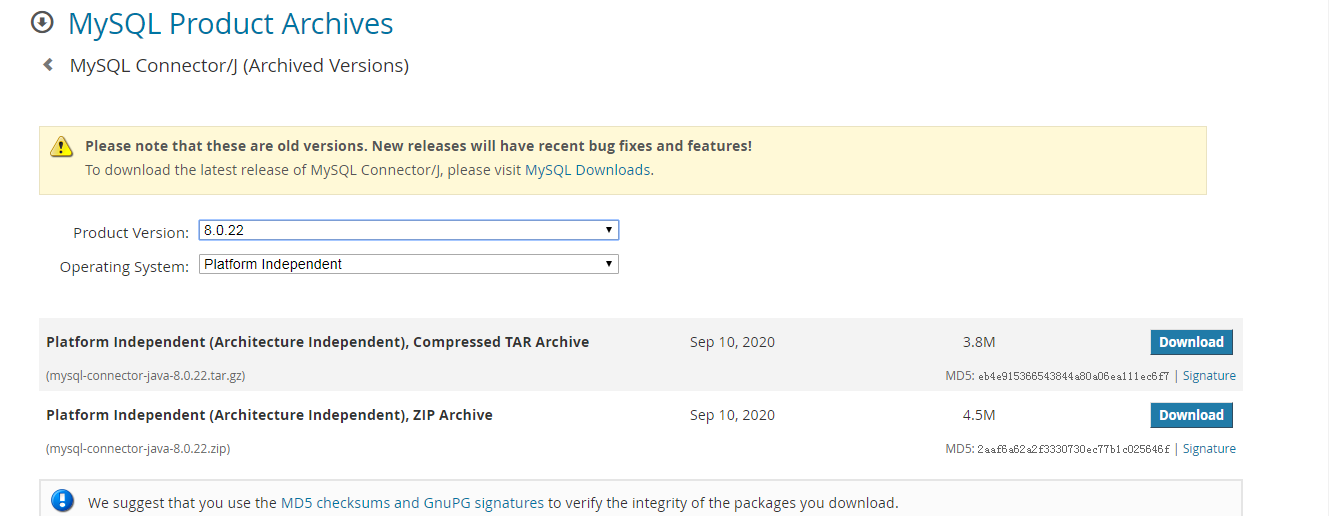 MySQL Product Archives
MySQL Connector/J (Archived Versions)
Please note that these are old versions. New releases will have recent bug fixes and features!
To download the latest release of MySQL Connector/J, please visit MySQL Downloads.
Product Version: 8.0.22
Operating System: Platform Independent
Platform Independent (Architecture Independent), Compressed TAR Archive Sep 10, 2020 3.8M Download
(mysql-connector-java-8.0.22.tar.gz) MD5: eb4e915366543844a80a06ea111ec6f7 | Signature
Platform Independent (Architecture Independent), ZIP Archive Sep 10, 2020 4.5M Download
(mysql-connector-java-8.0.22.zip) MD5: 2aaf6a62a2f3330730ec77b1c025646f | Signature
We suggest that you use the MD5 checksums and GnuPG signatures to verify the integrity of the packages you download.